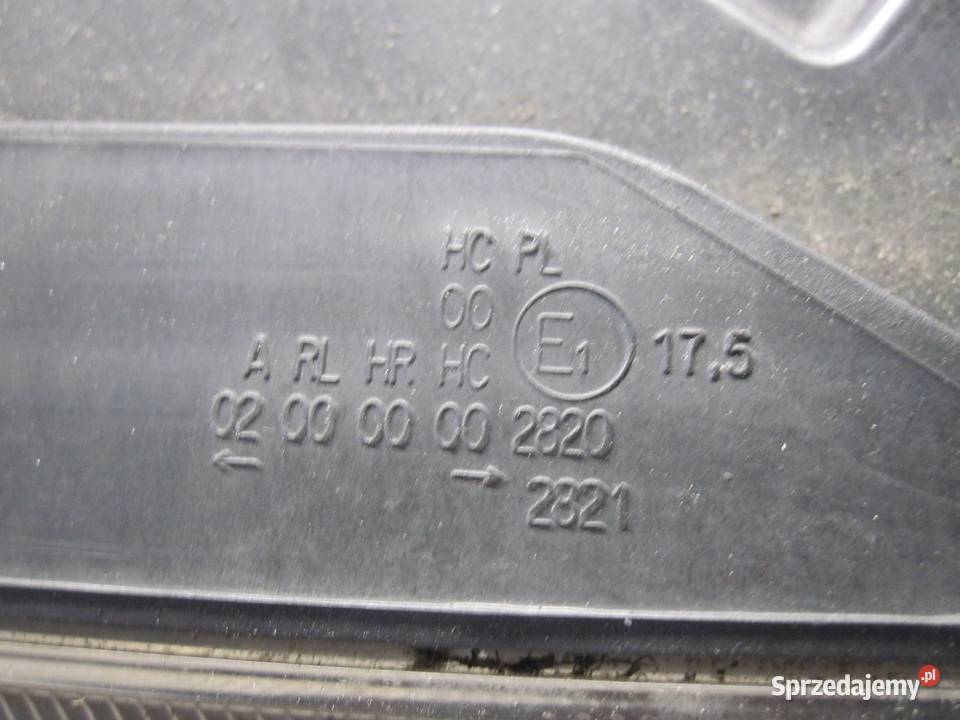 HC PL
00
E1 17,5
A RL HR HC
02 00 00 00 2820
← →
2821
Sprzedajemy.pl